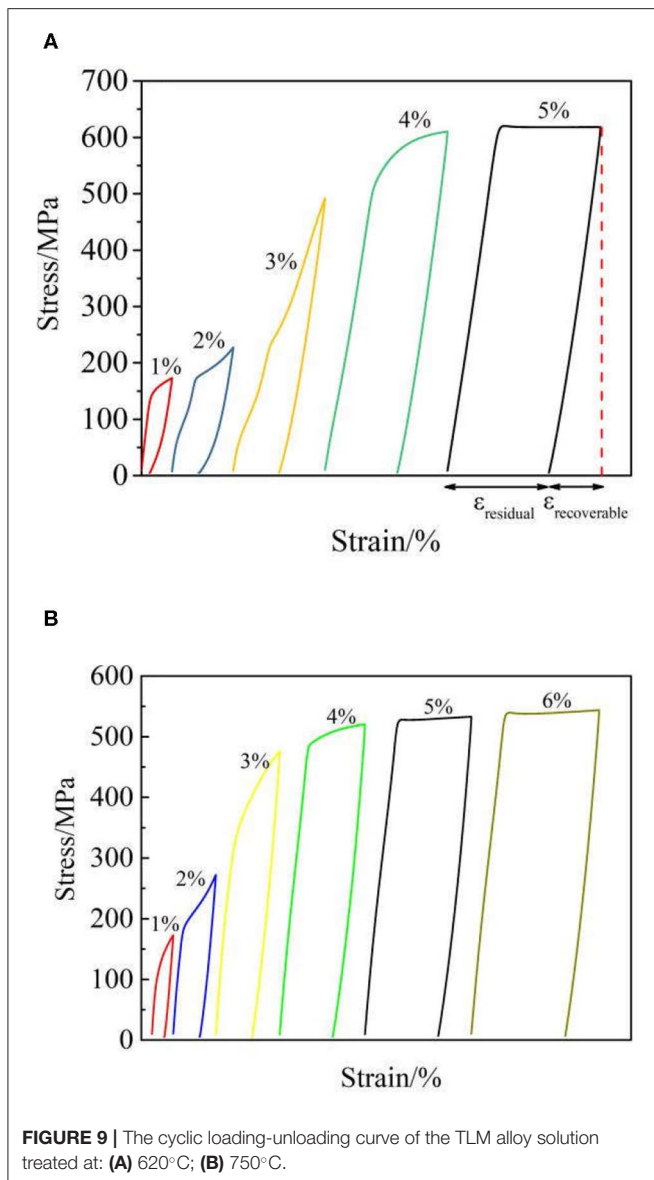 A
700
600
500
400
300
200
100
0
Stress/MPa
1%
2%
3%
4%
5%
ε residual
ε recoverable
Strain/%
B
600
500
400
300
200
100
0
Stress/MPa
1%
2%
3%
4%
5%
6%
Strain/%
FIGURE 9 | The cyclic loading-unloading curve of the TLM alloy solution
treated at: (A) 620°C; (B) 750°C.